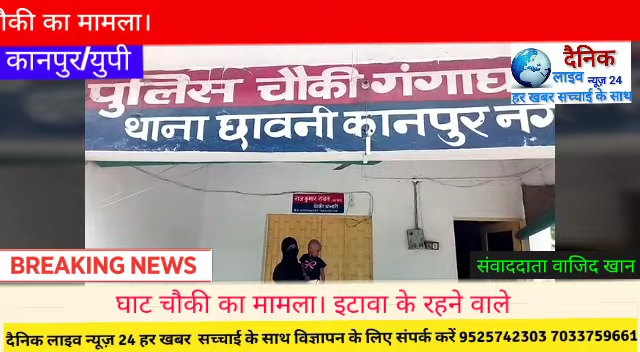 ौकी का मामला।
कानपुर/युपी
दैनिक
लाइव न्यूज़ 24
हर खबर सच्चाई के साथ
पुलिस चौकी गंगाघ
थाना छावनी कानपुर नग
चौकी प्रभारी
BREAKING NEWS
संवाददाता वाजिद खान
घाट चौकी का मामला। इटावा के रहने वाले
दैनिक लाइव न्यूज़ 24 हर खबर सच्चाई के साथ विज्ञापन के लिए संपर्क करें 9525742303 7033759661